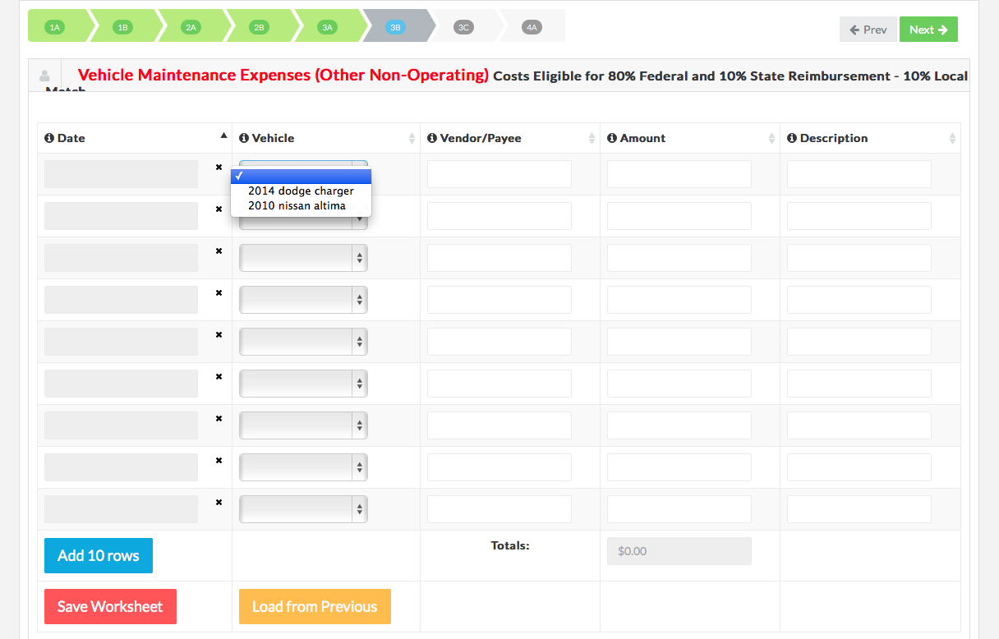 1A 1B 2A 2B 3A 3B 3C 4A Prev Next
Vehicle Maintenance Expenses (Other Non-Operating) Costs Eligible for 80% Federal and 10% State Reimbursement - 10% Local
Match
Date Vehicle Vendor/Payee Amount Description
2014 dodge charger
2010 nissan altima
Totals:
$0.00
Add 10 rows
Save Worksheet Load from Previous